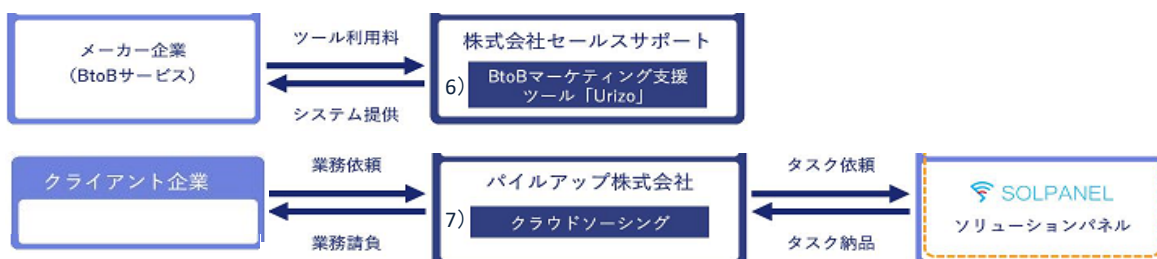 メーカー企業
(BtoBサービス)
ツール利用料
システム提供
株式会社セールスサポート
6)
BtoBマーケティング支援
ツール「Urizo」
クライアント企業
業務依頼
業務請負
パイルアップ株式会社
7)
クラウドソーシング
タスク依頼
タスク納品
SOLPANEL
ソリューションパネル